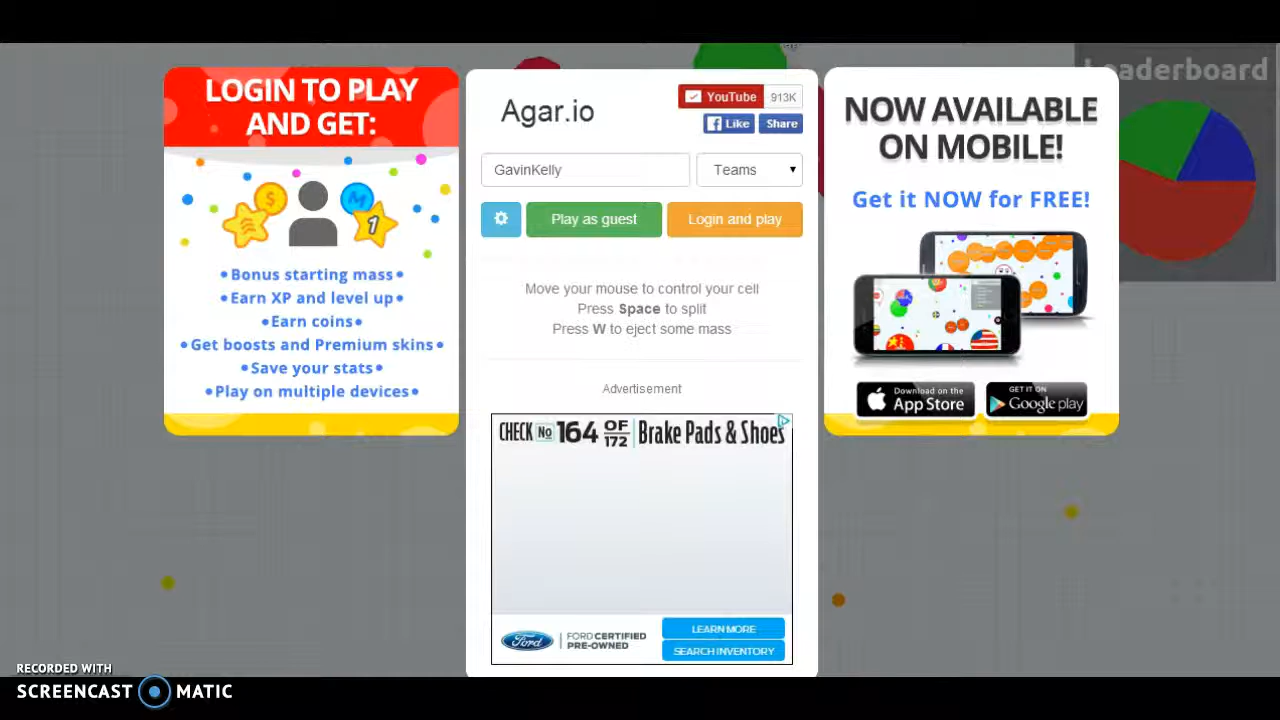 Leaderboard
LOGIN TO PLAY
AND GET:
•Bonus starting mass•
•Earn XP and level up•
•Earn coins•
•Get boosts and Premium skins•
•Save your stats•
•Play on multiple devices•
Agar.io
YouTube 913K
Like Share
GavinKelly Teams
Play as guest Login and play
Move your mouse to control your cell
Press Space to split
Press W to eject some mass
Advertisement
CHECK No 164 OF 172 Brake Pads & Shoes
Ford FORD CERTIFIED
PRE-OWNED
LEARN MORE
SEARCH INVENTORY
NOW AVAILABLE
ON MOBILE!
Get it NOW for FREE!
Download on the
App Store
GET IT ON
Google play
RECORDED WITH
SCREENCAST MATIC